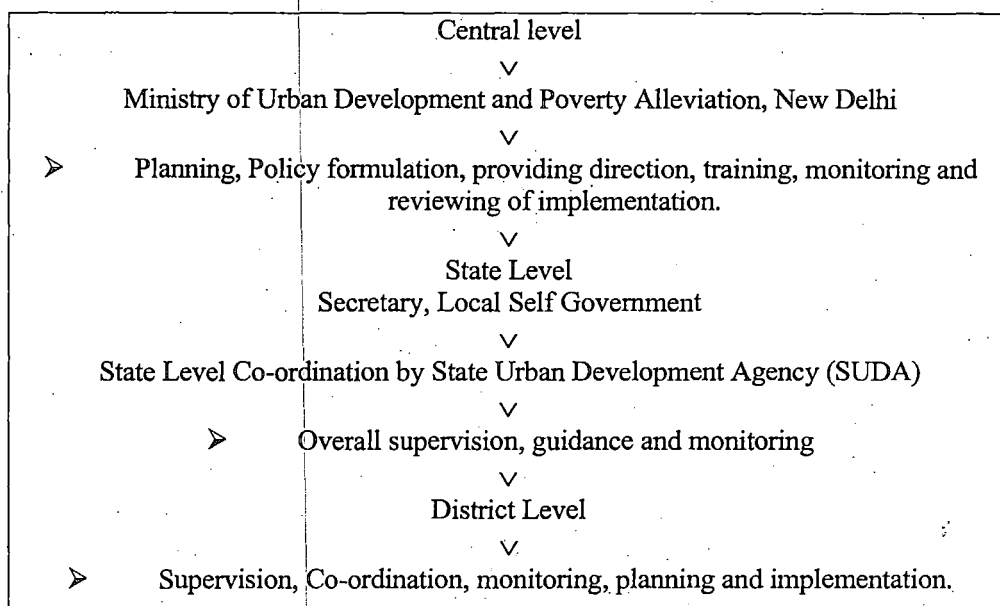 Central level
∨
Ministry of Urban Development and Poverty Alleviation, New Delhi
∨
➢ Planning, Policy formulation, providing direction, training, monitoring and
reviewing of implementation.
∨
State Level
Secretary, Local Self Government
∨
State Level Co-ordination by State Urban Development Agency (SUDA)
∨
➢ Overall supervision, guidance and monitoring
∨
District Level
∨
➢ Supervision, Co-ordination, monitoring, planning and implementation.